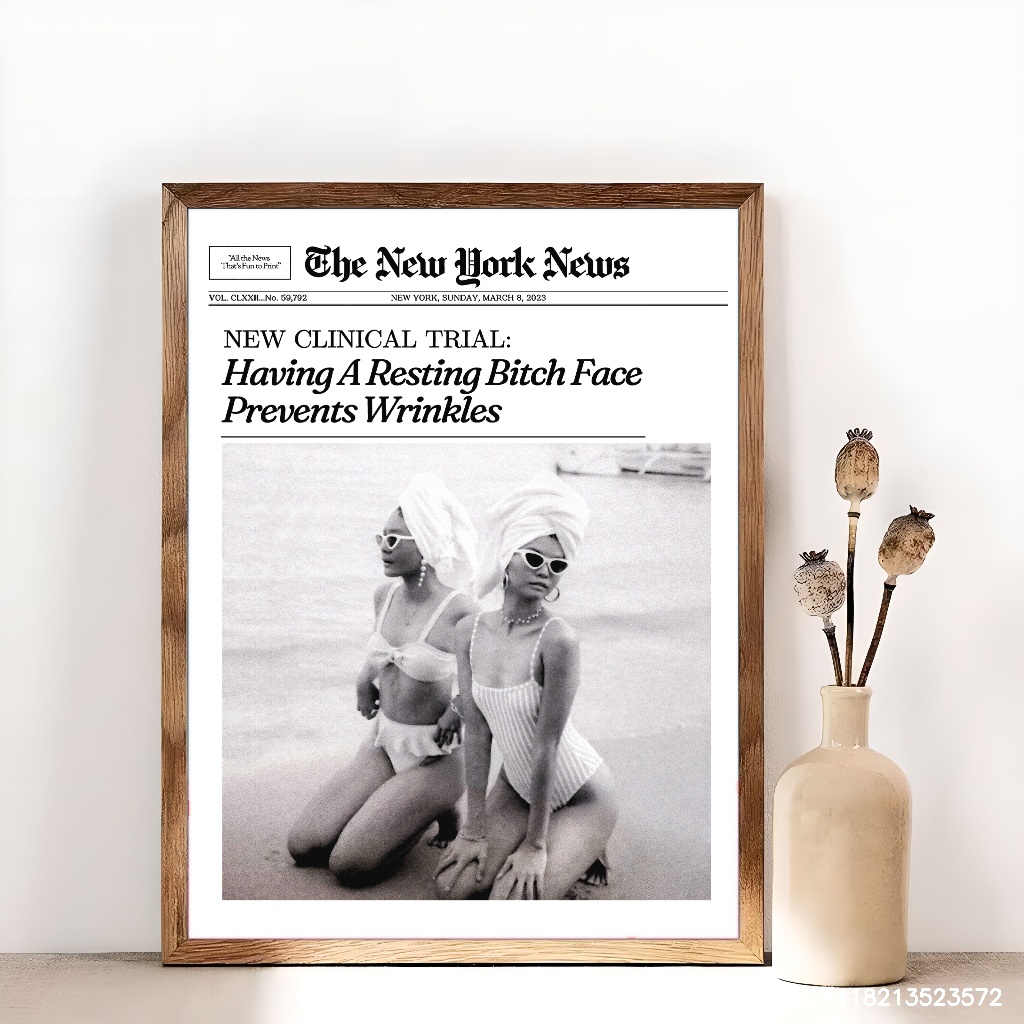 "All the News
That's Fun to Print"
The New York News
VOL. CLXXII...No. 59,792
NEW YORK, SUNDAY, MARCH 8, 2023
NEW CLINICAL TRIAL:
Having A Resting Bitch Face
Prevents Wrinkles
18213523572